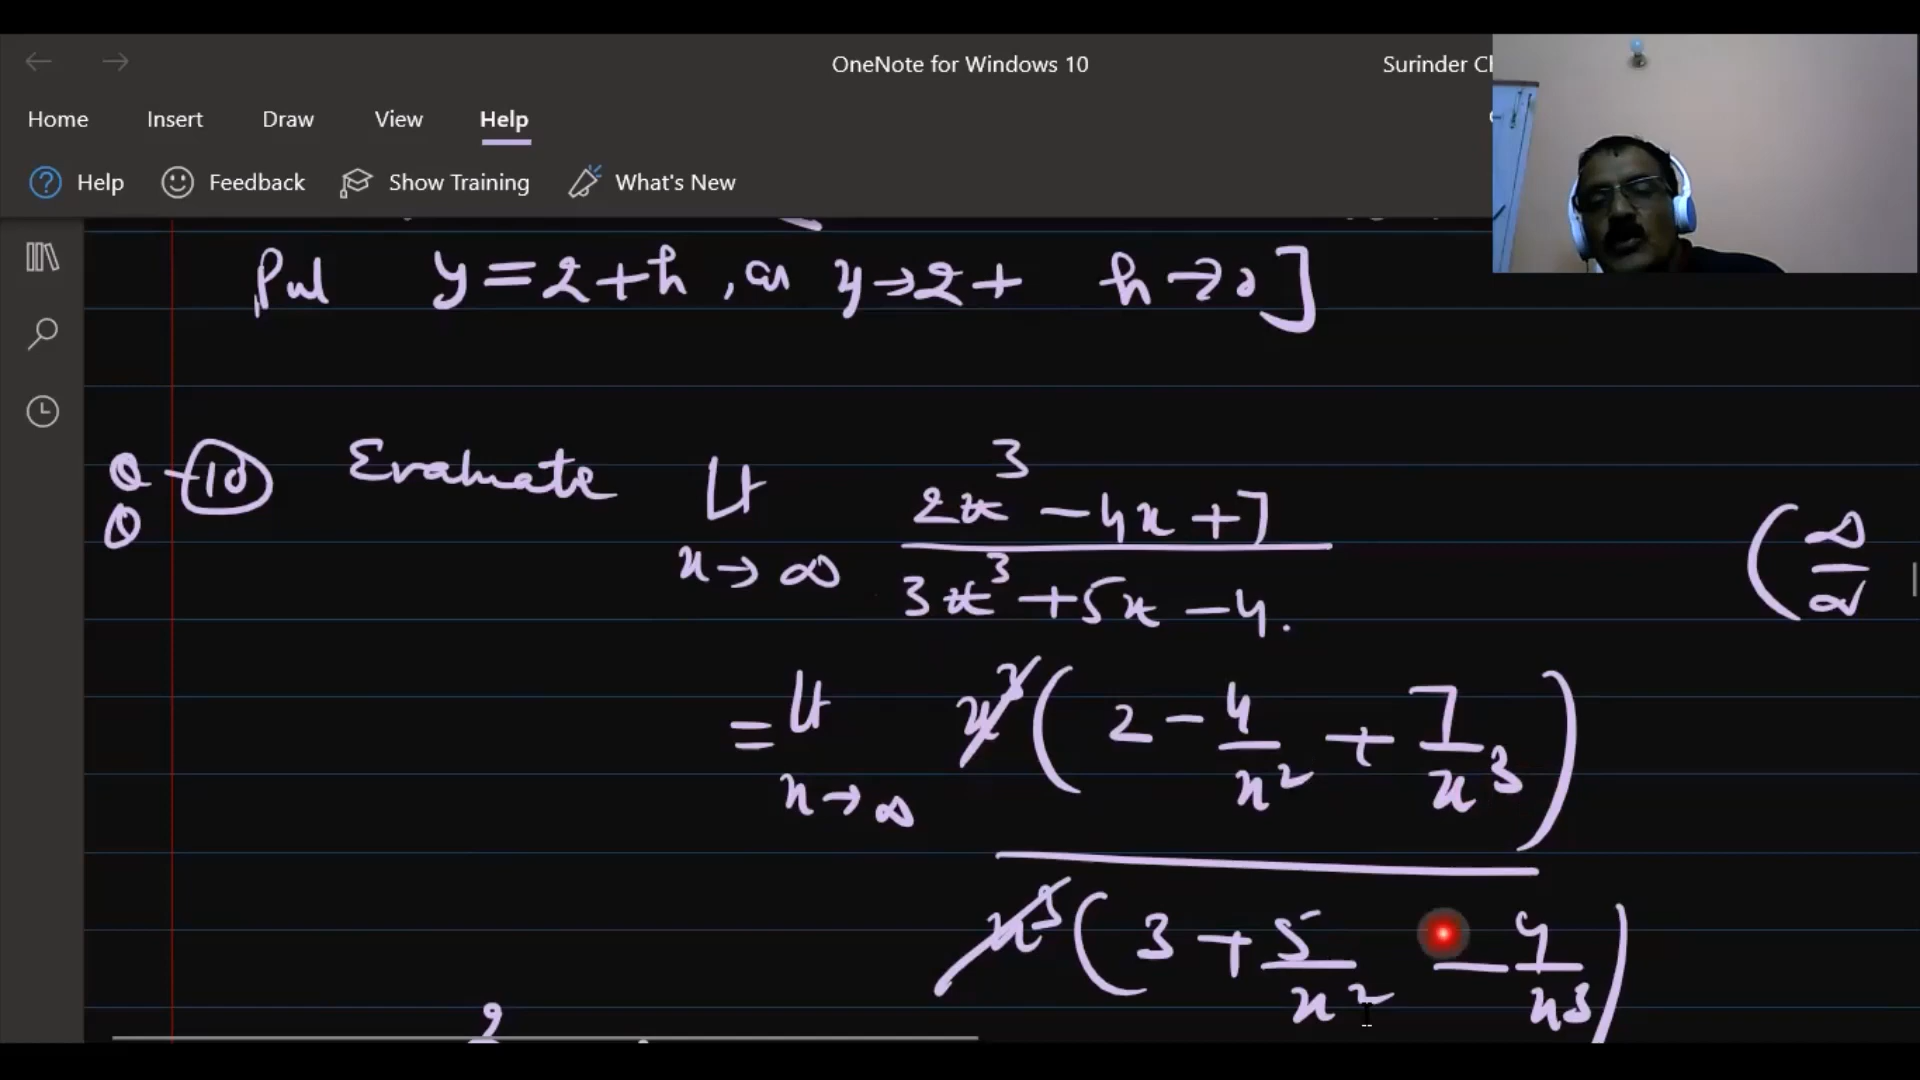 OneNote for Windows 10
Surinder Ch
Home Insert Draw View Help
Help Feedback Show Training What's New
Put y=2+h, as y→2+ h→0]
Q-10 Evaluate Lt x→∞ (2x³-4x+7)/(3x³+5x-4). (∞/∞
Q
= Lt x→∞ x³(2-4/x²+7/x³)
x³(3+5/x² -4/x³)
2